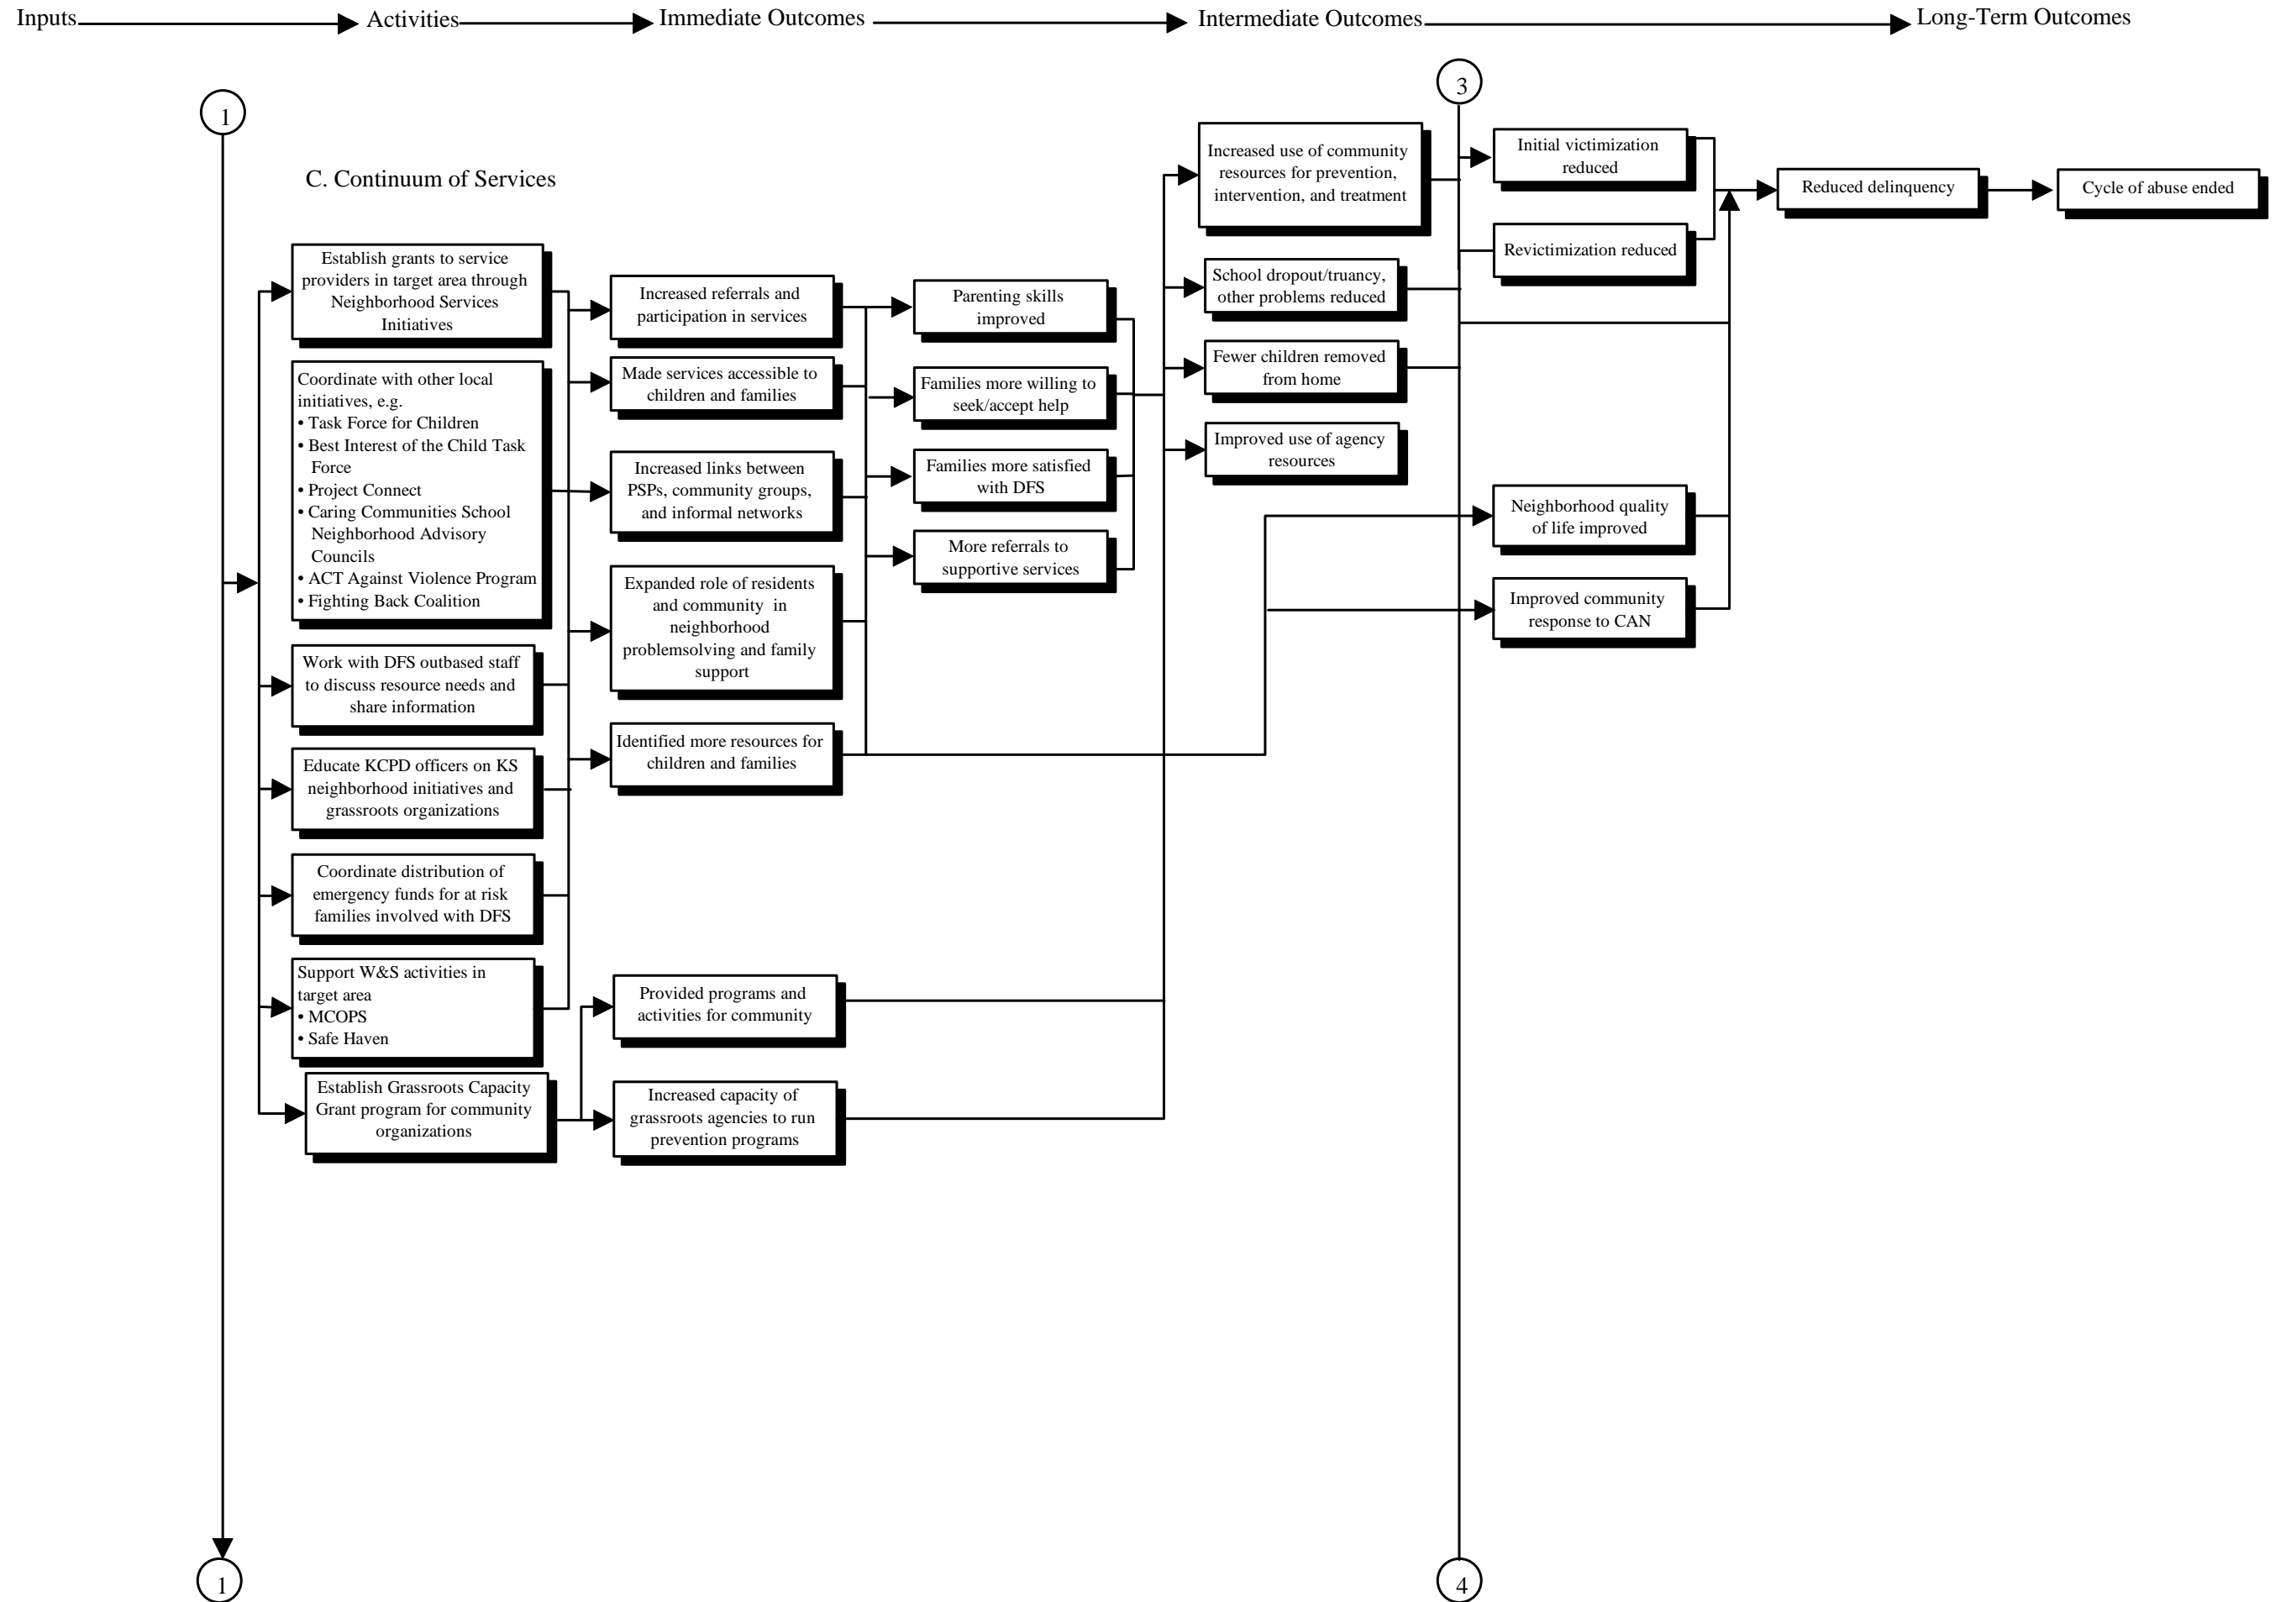 Inputs
Activities
Immediate Outcomes
Intermediate Outcomes
Long-Term Outcomes
1
3
C. Continuum of Services
Establish grants to service
providers in target area through
Neighborhood Services
Initiatives
Coordinate with other local
initiatives, e.g.
• Task Force for Children
• Best Interest of the Child Task
Force
• Project Connect
• Caring Communities School
Neighborhood Advisory
Councils
• ACT Against Violence Program
• Fighting Back Coalition
Work with DFS outbased staff
to discuss resource needs and
share information
Educate KCPD officers on KS
neighborhood initiatives and
grassroots organizations
Coordinate distribution of
emergency funds for at risk
families involved with DFS
Support W&S activities in
target area
• MCOPS
• Safe Haven
Establish Grassroots Capacity
Grant program for community
organizations
Increased referrals and
participation in services
Made services accessible to
children and families
Increased links between
PSPs, community groups,
and informal networks
Expanded role of residents
and community in
neighborhood
problemsolving and family
support
Identified more resources for
children and families
Provided programs and
activities for community
Increased capacity of
grassroots agencies to run
prevention programs
Parenting skills
improved
Families more willing to
seek/accept help
Families more satisfied
with DFS
More referrals to
supportive services
Increased use of community
resources for prevention,
intervention, and treatment
School dropout/truancy,
other problems reduced
Fewer children removed
from home
Improved use of agency
resources
Initial victimization
reduced
Revictimization reduced
Neighborhood quality
of life improved
Improved community
response to CAN
Reduced delinquency
Cycle of abuse ended
1
4